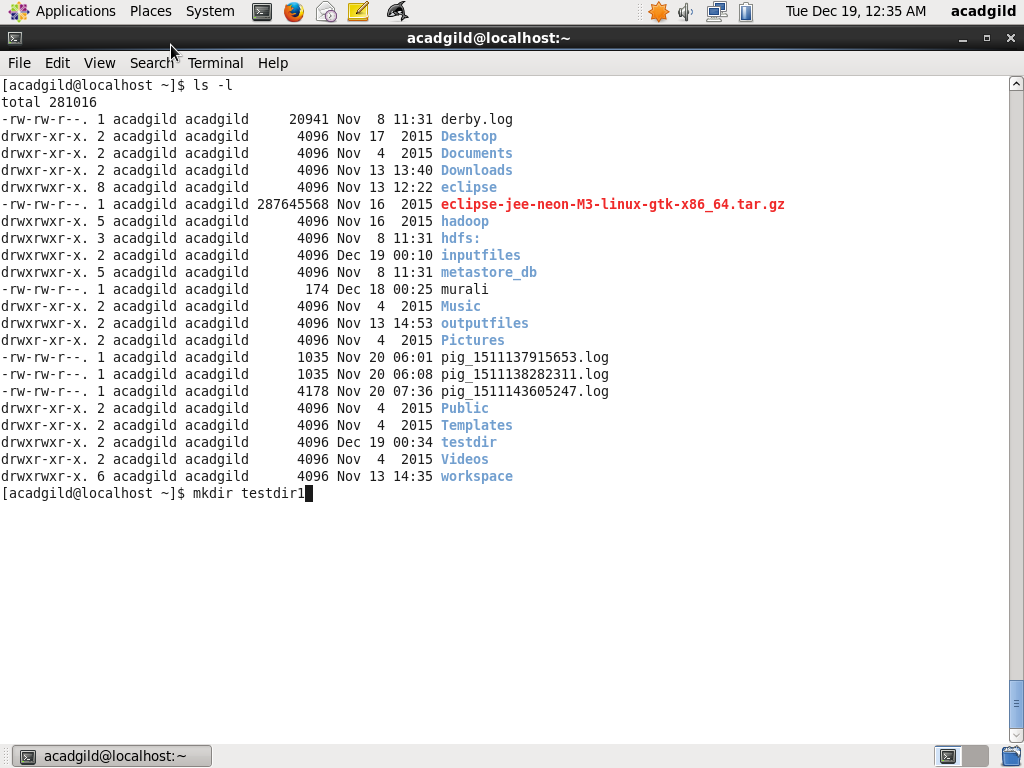 Applications Places System Tue Dec 19, 12:35 AM acadgild
acadgild@localhost:~
File Edit View Search Terminal Help
[acadgild@localhost ~]$ ls -l
total 281016
-rw-rw-r--. 1 acadgild acadgild     20941 Nov  8 11:31 derby.log
drwxr-xr-x. 2 acadgild acadgild      4096 Nov 17  2015 Desktop
drwxr-xr-x. 2 acadgild acadgild      4096 Nov  4  2015 Documents
drwxr-xr-x. 2 acadgild acadgild      4096 Nov 13 13:40 Downloads
drwxrwxr-x. 8 acadgild acadgild      4096 Nov 13 12:22 eclipse
-rw-rw-r--. 1 acadgild acadgild 287645568 Nov 16  2015 eclipse-jee-neon-M3-linux-gtk-x86_64.tar.gz
drwxrwxr-x. 5 acadgild acadgild      4096 Nov 16  2015 hadoop
drwxrwxr-x. 3 acadgild acadgild      4096 Nov  8 11:31 hdfs:
drwxrwxr-x. 2 acadgild acadgild      4096 Dec 19 00:10 inputfiles
drwxrwxr-x. 5 acadgild acadgild      4096 Nov  8 11:31 metastore_db
-rw-rw-r--. 1 acadgild acadgild       174 Dec 18 00:25 murali
drwxr-xr-x. 2 acadgild acadgild      4096 Nov  4  2015 Music
drwxrwxr-x. 2 acadgild acadgild      4096 Nov 13 14:53 outputfiles
drwxr-xr-x. 2 acadgild acadgild      4096 Nov  4  2015 Pictures
-rw-rw-r--. 1 acadgild acadgild      1035 Nov 20 06:01 pig_1511137915653.log
-rw-rw-r--. 1 acadgild acadgild      1035 Nov 20 06:08 pig_1511138282311.log
-rw-rw-r--. 1 acadgild acadgild      4178 Nov 20 07:36 pig_1511143605247.log
drwxr-xr-x. 2 acadgild acadgild      4096 Nov  4  2015 Public
drwxr-xr-x. 2 acadgild acadgild      4096 Nov  4  2015 Templates
drwxrwxr-x. 2 acadgild acadgild      4096 Dec 19 00:34 testdir
drwxr-xr-x. 2 acadgild acadgild      4096 Nov  4  2015 Videos
drwxrwxr-x. 6 acadgild acadgild      4096 Nov 13 14:35 workspace
[acadgild@localhost ~]$ mkdir testdir1
acadgild@localhost:~